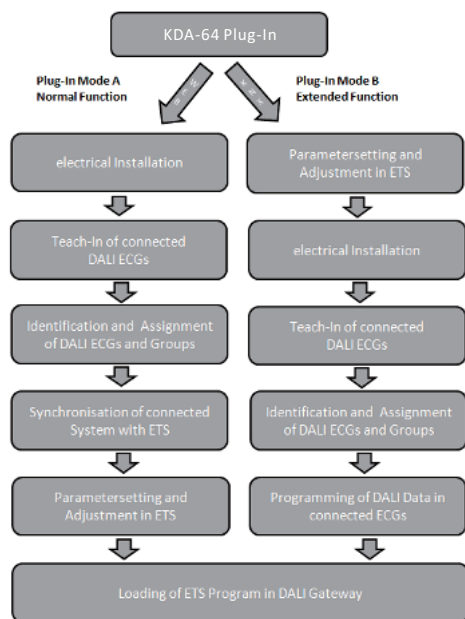 KDA-64 Plug-In
Plug-In Mode A
Normal Function
Plug-In Mode B
Extended Function
electrical Installation
Teach-In of connected
DALI ECGs
Identification and Assignment
of DALI ECGs and Groups
Synchronisation of connected
System with ETS
Parametersetting and
Adjustment in ETS
Parametersetting and
Adjustment in ETS
electrical Installation
Teach-In of connected
DALI ECGs
Identification and Assignment
of DALI ECGs and Groups
Programming of DALI Data in
connected ECGs
Loading of ETS Program in DALI Gateway